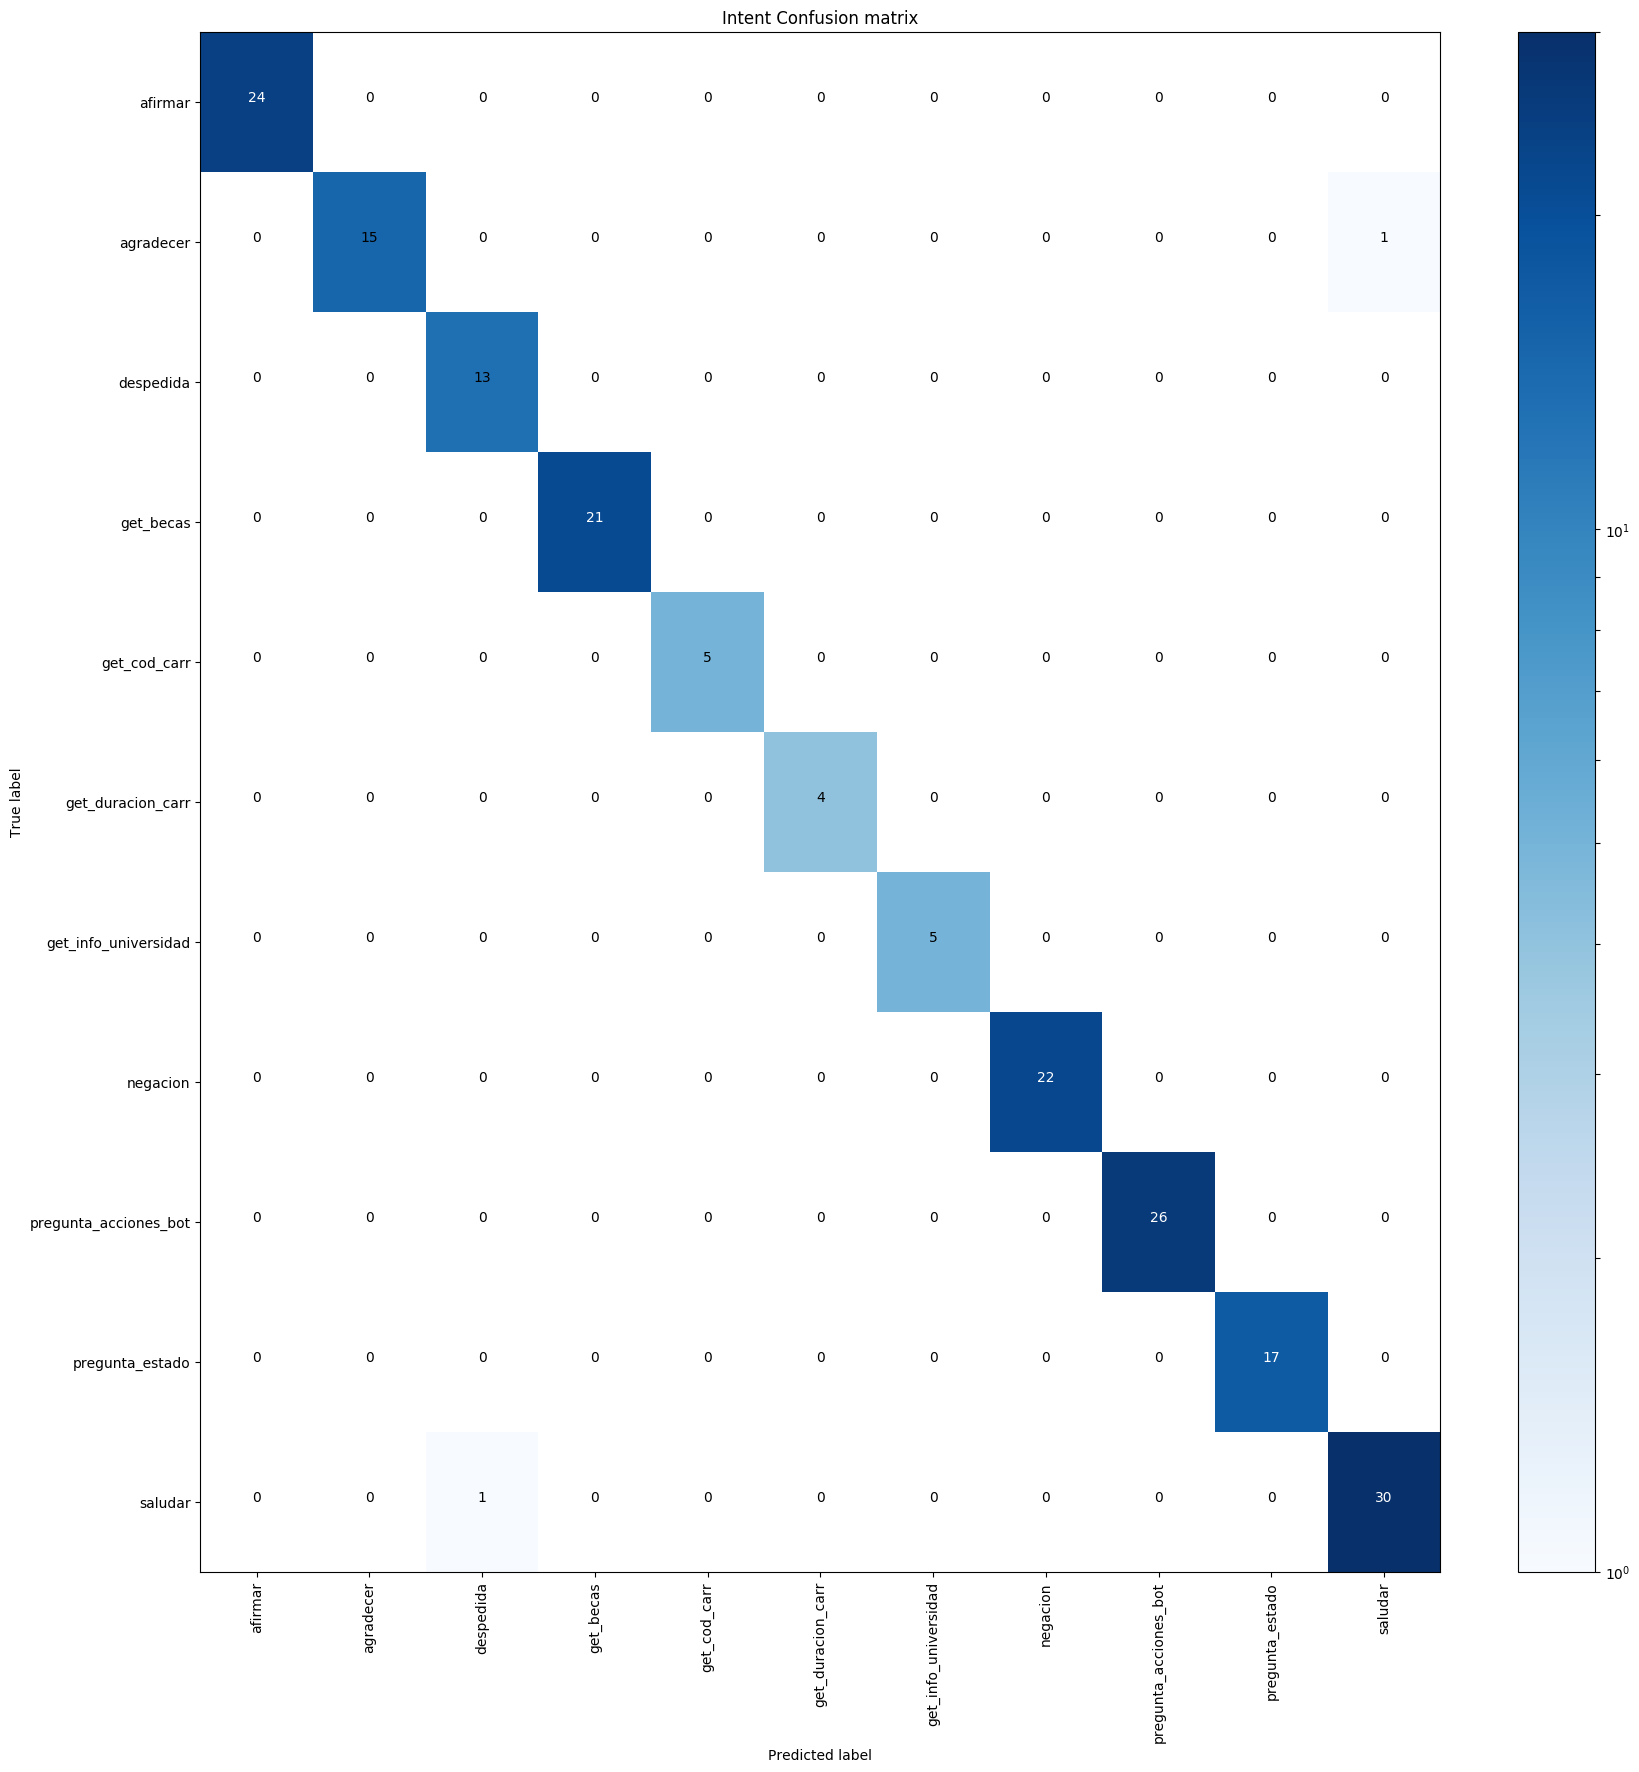 Intent Confusion matrix
afirmar 24 0 0 0 0 0 0 0 0 0 0
agradecer 0 15 0 0 0 0 0 0 0 0 1
despedida 0 0 13 0 0 0 0 0 0 0 0
get_becas 0 0 0 21 0 0 0 0 0 0 0
10¹
get_cod_carr 0 0 0 0 5 0 0 0 0 0 0
True label
get_duracion_carr 0 0 0 0 0 4 0 0 0 0 0
get_info_universidad 0 0 0 0 0 0 5 0 0 0 0
negacion 0 0 0 0 0 0 0 22 0 0 0
pregunta_acciones_bot 0 0 0 0 0 0 0 0 26 0 0
pregunta_estado 0 0 0 0 0 0 0 0 0 17 0
saludar 0 0 1 0 0 0 0 0 0 0 30
10⁰
afirmar
agradecer
despedida
get_becas
get_cod_carr
get_duracion_carr
get_info_universidad
negacion
pregunta_acciones_bot
pregunta_estado
saludar
Predicted label